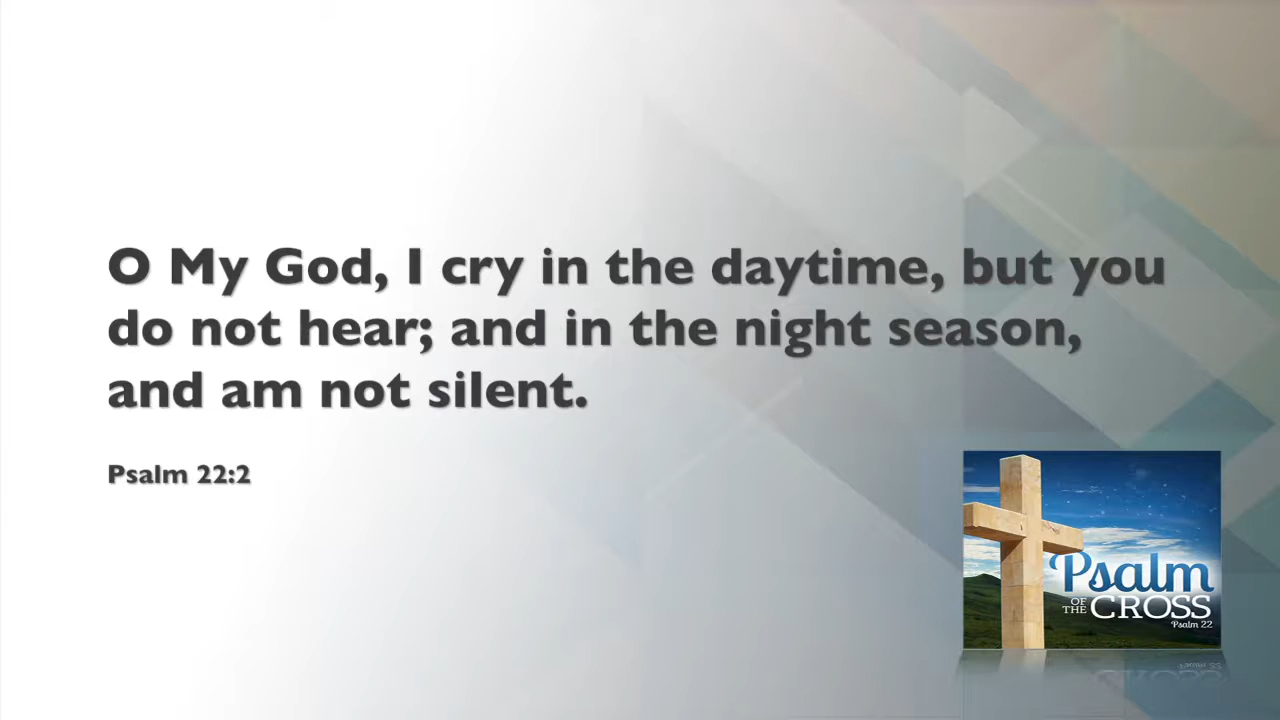 O My God, I cry in the daytime, but you
do not hear; and in the night season,
and am not silent.
Psalm 22:2
Psalm
OF THE CROSS
Psalm 22